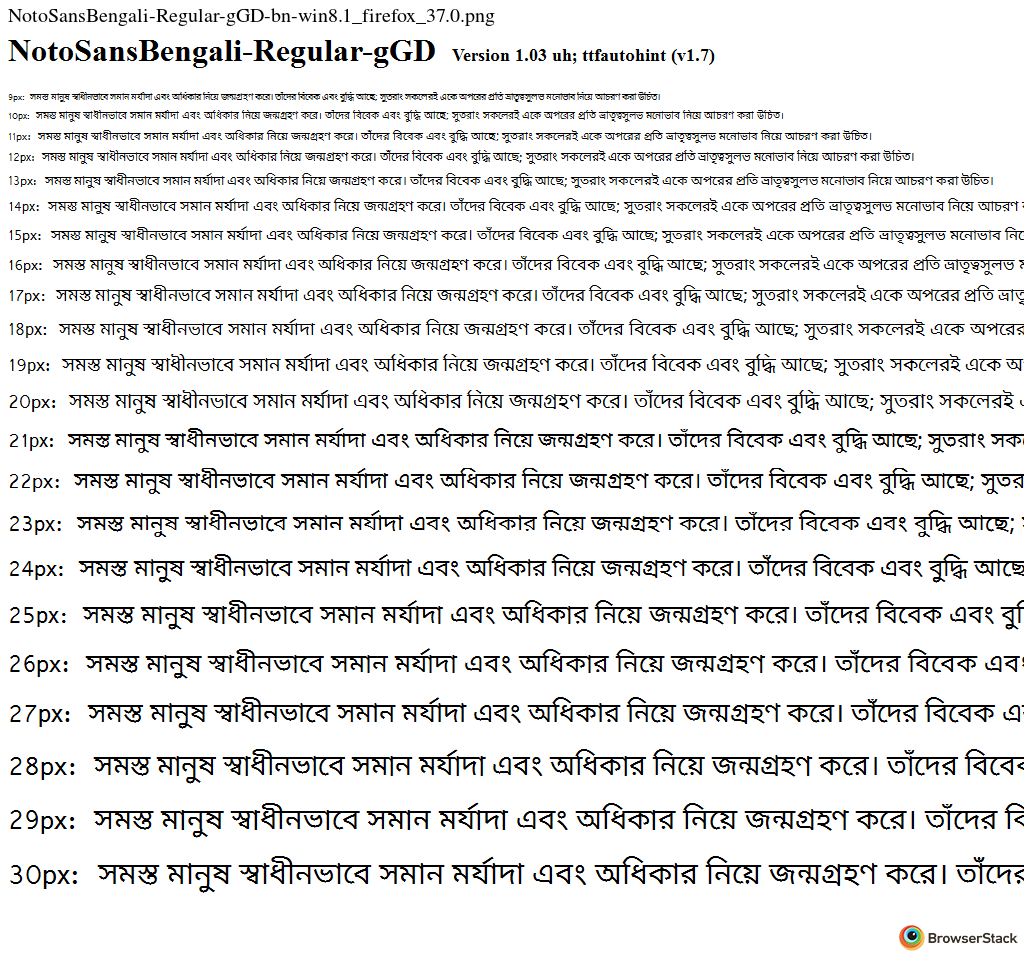 NotoSansBengali-Regular-gGD-bn-win8.1_firefox_37.0.png
NotoSansBengali-Regular-gGD Version 1.03 uh; ttfautohint (v1.7)
9px: সমস্ত মানুষ স্বাধীনভাবে সমান মর্যাদা এবং অধিকার নিয়ে জন্মগ্রহণ করে। তাঁদের বিবেক এবং বুদ্ধি আছে; সুতরাং সকলেরই একে অপরের প্রতি ভ্রাতৃত্বসুলভ মনোভাব নিয়ে আচরণ করা উচিত।
10px: সমস্ত মানুষ স্বাধীনভাবে সমান মর্যাদা এবং অধিকার নিয়ে জন্মগ্রহণ করে। তাঁদের বিবেক এবং বুদ্ধি আছে; সুতরাং সকলেরই একে অপরের প্রতি ভ্রাতৃত্বসুলভ মনোভাব নিয়ে আচরণ করা উচিত।
11px: সমস্ত মানুষ স্বাধীনভাবে সমান মর্যাদা এবং অধিকার নিয়ে জন্মগ্রহণ করে। তাঁদের বিবেক এবং বুদ্ধি আছে; সুতরাং সকলেরই একে অপরের প্রতি ভ্রাতৃত্বসুলভ মনোভাব নিয়ে আচরণ করা উচিত।
12px: সমস্ত মানুষ স্বাধীনভাবে সমান মর্যাদা এবং অধিকার নিয়ে জন্মগ্রহণ করে। তাঁদের বিবেক এবং বুদ্ধি আছে; সুতরাং সকলেরই একে অপরের প্রতি ভ্রাতৃত্বসুলভ মনোভাব নিয়ে আচরণ করা উচিত।
13px: সমস্ত মানুষ স্বাধীনভাবে সমান মর্যাদা এবং অধিকার নিয়ে জন্মগ্রহণ করে। তাঁদের বিবেক এবং বুদ্ধি আছে; সুতরাং সকলেরই একে অপরের প্রতি ভ্রাতৃত্বসুলভ মনোভাব নিয়ে আচরণ করা উচিত।
14px: সমস্ত মানুষ স্বাধীনভাবে সমান মর্যাদা এবং অধিকার নিয়ে জন্মগ্রহণ করে। তাঁদের বিবেক এবং বুদ্ধি আছে; সুতরাং সকলেরই একে অপরের প্রতি ভ্রাতৃত্বসুলভ মনোভাব নিয়ে আচরণ
15px: সমস্ত মানুষ স্বাধীনভাবে সমান মর্যাদা এবং অধিকার নিয়ে জন্মগ্রহণ করে। তাঁদের বিবেক এবং বুদ্ধি আছে; সুতরাং সকলেরই একে অপরের প্রতি ভ্রাতৃত্বসুলভ মনোভাব
16px: সমস্ত মানুষ স্বাধীনভাবে সমান মর্যাদা এবং অধিকার নিয়ে জন্মগ্রহণ করে। তাঁদের বিবেক এবং বুদ্ধি আছে; সুতরাং সকলেরই একে অপরের প্রতি ভ্রাতৃত্বসুলভ
17px: সমস্ত মানুষ স্বাধীনভাবে সমান মর্যাদা এবং অধিকার নিয়ে জন্মগ্রহণ করে। তাঁদের বিবেক এবং বুদ্ধি আছে; সুতরাং সকলেরই একে অপরের প্রতি
18px: সমস্ত মানুষ স্বাধীনভাবে সমান মর্যাদা এবং অধিকার নিয়ে জন্মগ্রহণ করে। তাঁদের বিবেক এবং বুদ্ধি আছে; সুতরাং সকলেরই একে অপরের
19px: সমস্ত মানুষ স্বাধীনভাবে সমান মর্যাদা এবং অধিকার নিয়ে জন্মগ্রহণ করে। তাঁদের বিবেক এবং বুদ্ধি আছে; সুতরাং সকলেরই একে
20px: সমস্ত মানুষ স্বাধীনভাবে সমান মর্যাদা এবং অধিকার নিয়ে জন্মগ্রহণ করে। তাঁদের বিবেক এবং বুদ্ধি আছে; সুতরাং সকলেরই
21px: সমস্ত মানুষ স্বাধীনভাবে সমান মর্যাদা এবং অধিকার নিয়ে জন্মগ্রহণ করে। তাঁদের বিবেক এবং বুদ্ধি আছে; সুতরাং
22px: সমস্ত মানুষ স্বাধীনভাবে সমান মর্যাদা এবং অধিকার নিয়ে জন্মগ্রহণ করে। তাঁদের বিবেক এবং বুদ্ধি আছে;
23px: সমস্ত মানুষ স্বাধীনভাবে সমান মর্যাদা এবং অধিকার নিয়ে জন্মগ্রহণ করে। তাঁদের বিবেক এবং বুদ্ধি আছে;
24px: সমস্ত মানুষ স্বাধীনভাবে সমান মর্যাদা এবং অধিকার নিয়ে জন্মগ্রহণ করে। তাঁদের বিবেক এবং বুদ্ধি আছে
25px: সমস্ত মানুষ স্বাধীনভাবে সমান মর্যাদা এবং অধিকার নিয়ে জন্মগ্রহণ করে। তাঁদের বিবেক এবং
26px: সমস্ত মানুষ স্বাধীনভাবে সমান মর্যাদা এবং অধিকার নিয়ে জন্মগ্রহণ করে। তাঁদের বিবেক
27px: সমস্ত মানুষ স্বাধীনভাবে সমান মর্যাদা এবং অধিকার নিয়ে জন্মগ্রহণ করে। তাঁদের বিবেক
28px: সমস্ত মানুষ স্বাধীনভাবে সমান মর্যাদা এবং অধিকার নিয়ে জন্মগ্রহণ করে। তাঁদের
29px: সমস্ত মানুষ স্বাধীনভাবে সমান মর্যাদা এবং অধিকার নিয়ে জন্মগ্রহণ করে। তাঁদের
30px: সমস্ত মানুষ স্বাধীনভাবে সমান মর্যাদা এবং অধিকার নিয়ে জন্মগ্রহণ করে। তাঁদের
BrowserStack